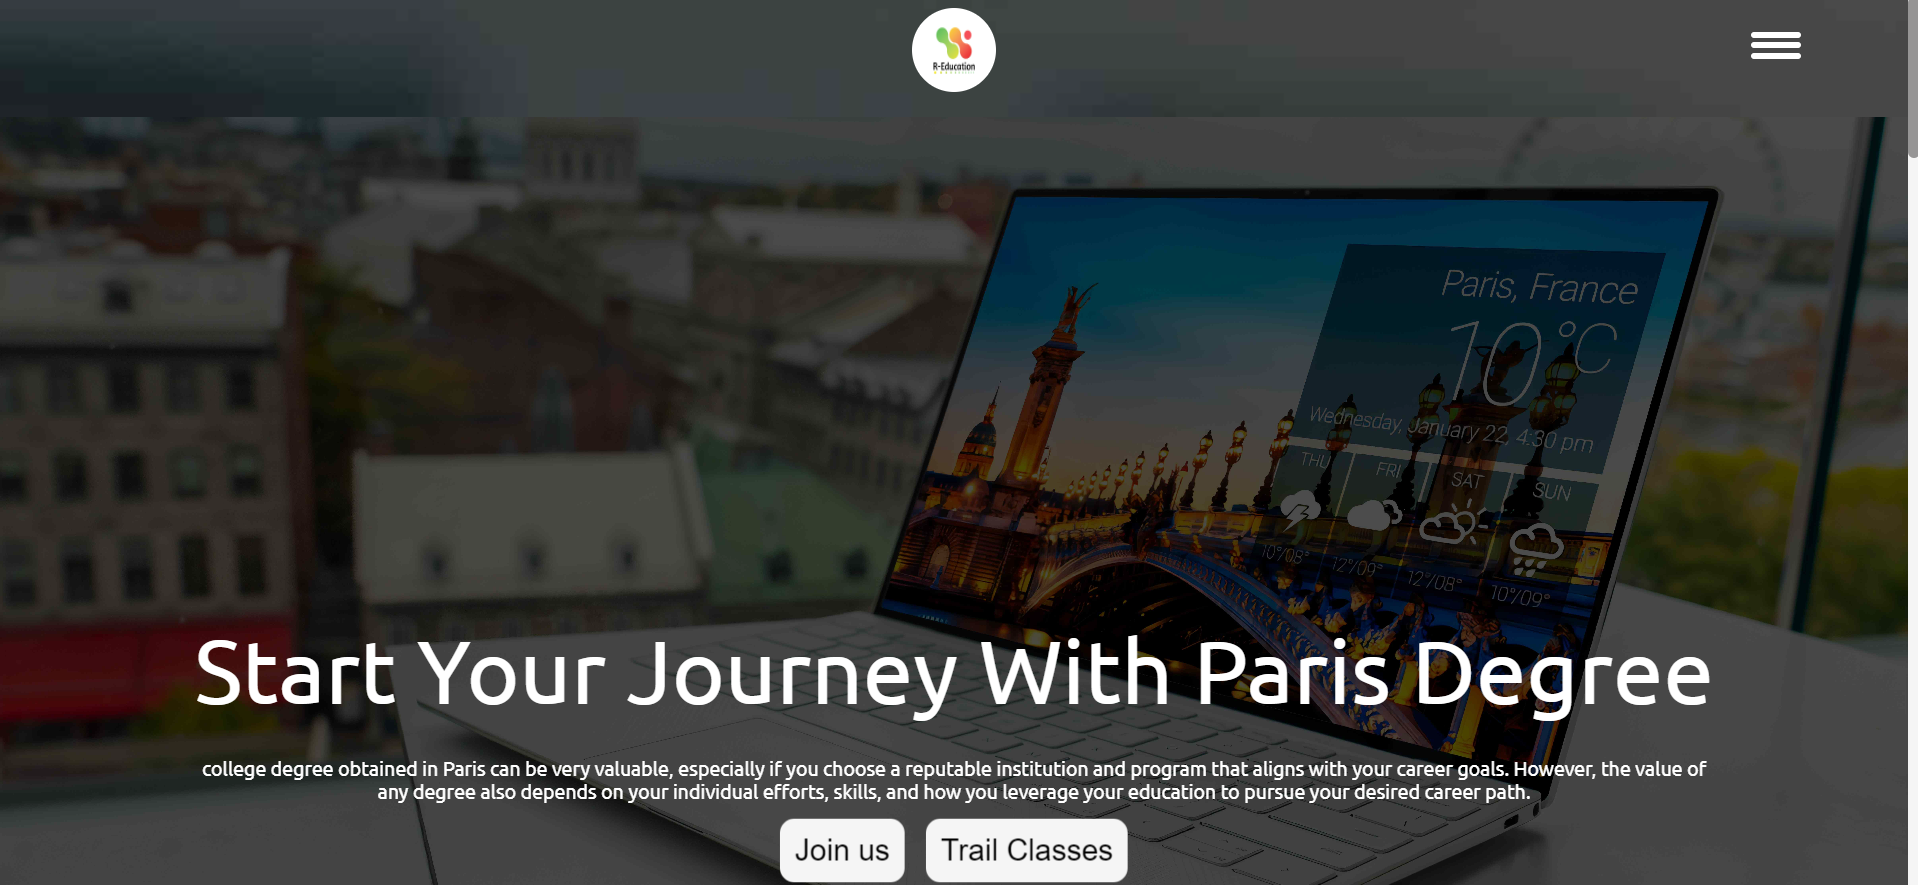 R-Education
Paris, France
10°C
Wednesday, January 22, 4:30 pm
THU FRI SAT SUN
10°/08° 12°/09° 12°/08° 10°/09°
Start Your Journey With Paris Degree
college degree obtained in Paris can be very valuable, especially if you choose a reputable institution and program that aligns with your career goals. However, the value of
any degree also depends on your individual efforts, skills, and how you leverage your education to pursue your desired career path.
Join us Trail Classes